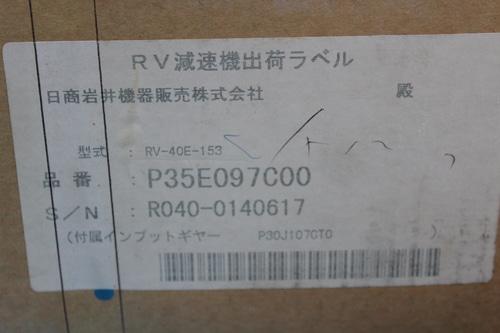 RV減速機出荷ラベル
日商岩井機器販売株式会社 殿
型式 : RV-40E-153
品番 : P35E097C00
S/N : R040-0140617
(付属インプットギヤー P30J107CT0 )